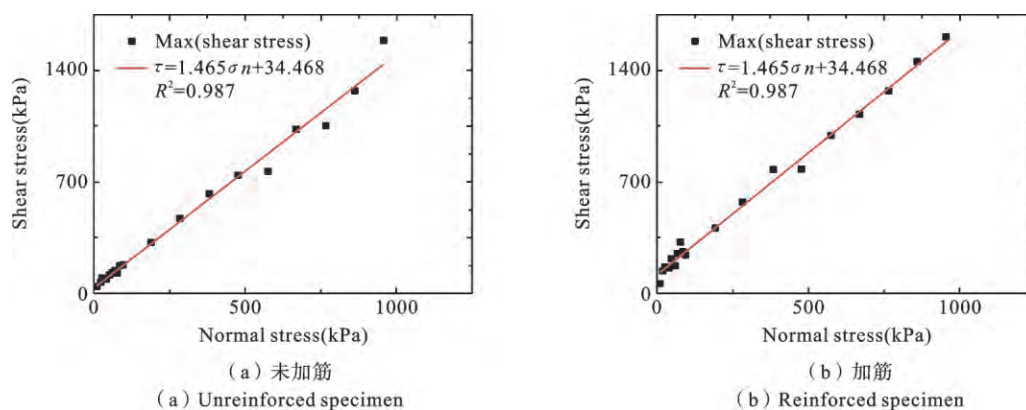 Max(shear stress)
τ=1.465σn+34.468
R²=0.987
1400
700
0
Shear stress(kPa)
0
500
1000
Normal stress(kPa)
(a)未加筋
(a)Unreinforced specimen
Max(shear stress)
τ=1.465σn+34.468
R²=0.987
1400
700
0
Shear stress(kPa)
0
500
1000
Normal stress(kPa)
(b)加筋
(b)Reinforced specimen